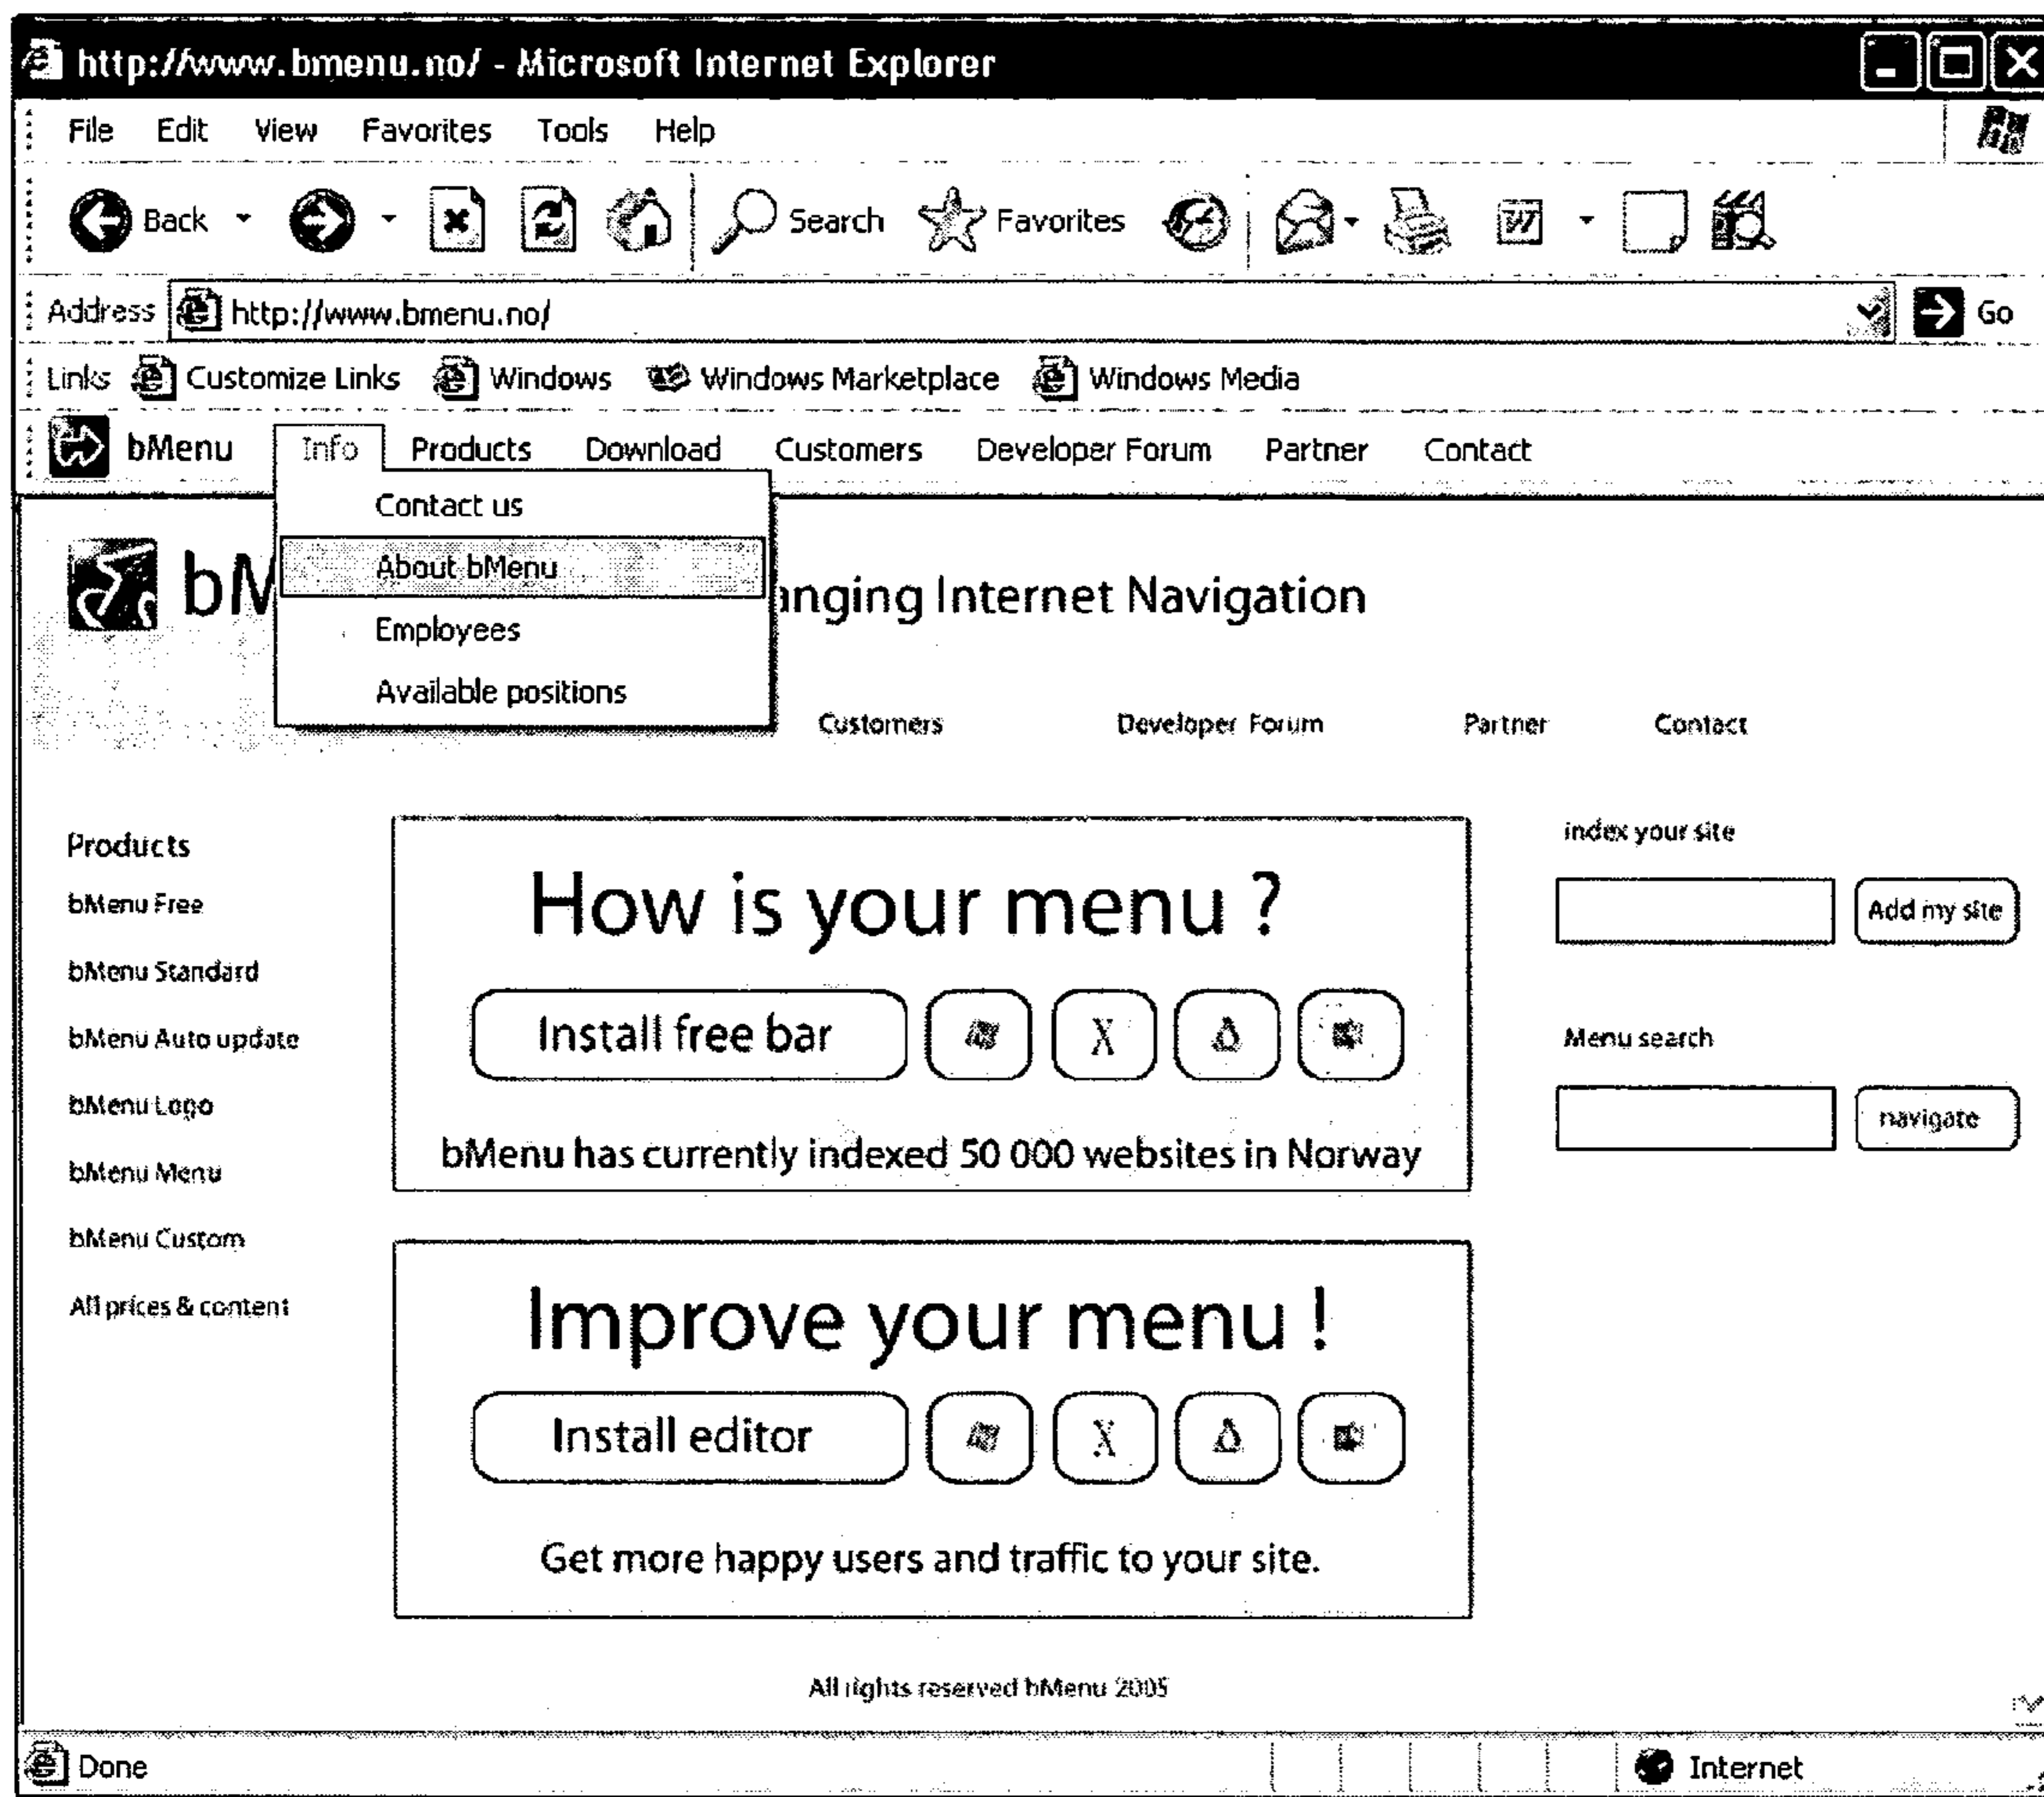 http://www.bmenu.no/ - Microsoft Internet Explorer
File Edit View Favorites Tools Help
Back Search Favorites
Address http://www.bmenu.no/ Go
Links Customize Links Windows Windows Marketplace Windows Media
bMenu Info Products Download Customers Developer Forum Partner Contact
Contact us
About bMenu
bM anging Internet Navigation
Employees
Available positions
Customers Developer Forum Partner Contact
Products
bMenu Free
bMenu Standard
bMenu Auto update
bMenu Logo
bMenu Menu
bMenu Custom
All prices & content
How is your menu ?
Install free bar X
bMenu has currently indexed 50 000 websites in Norway
Improve your menu !
Install editor X
Get more happy users and traffic to your site.
index your site
Add my site
Menu search
navigate
All rights reserved bMenu 2005
Done Internet